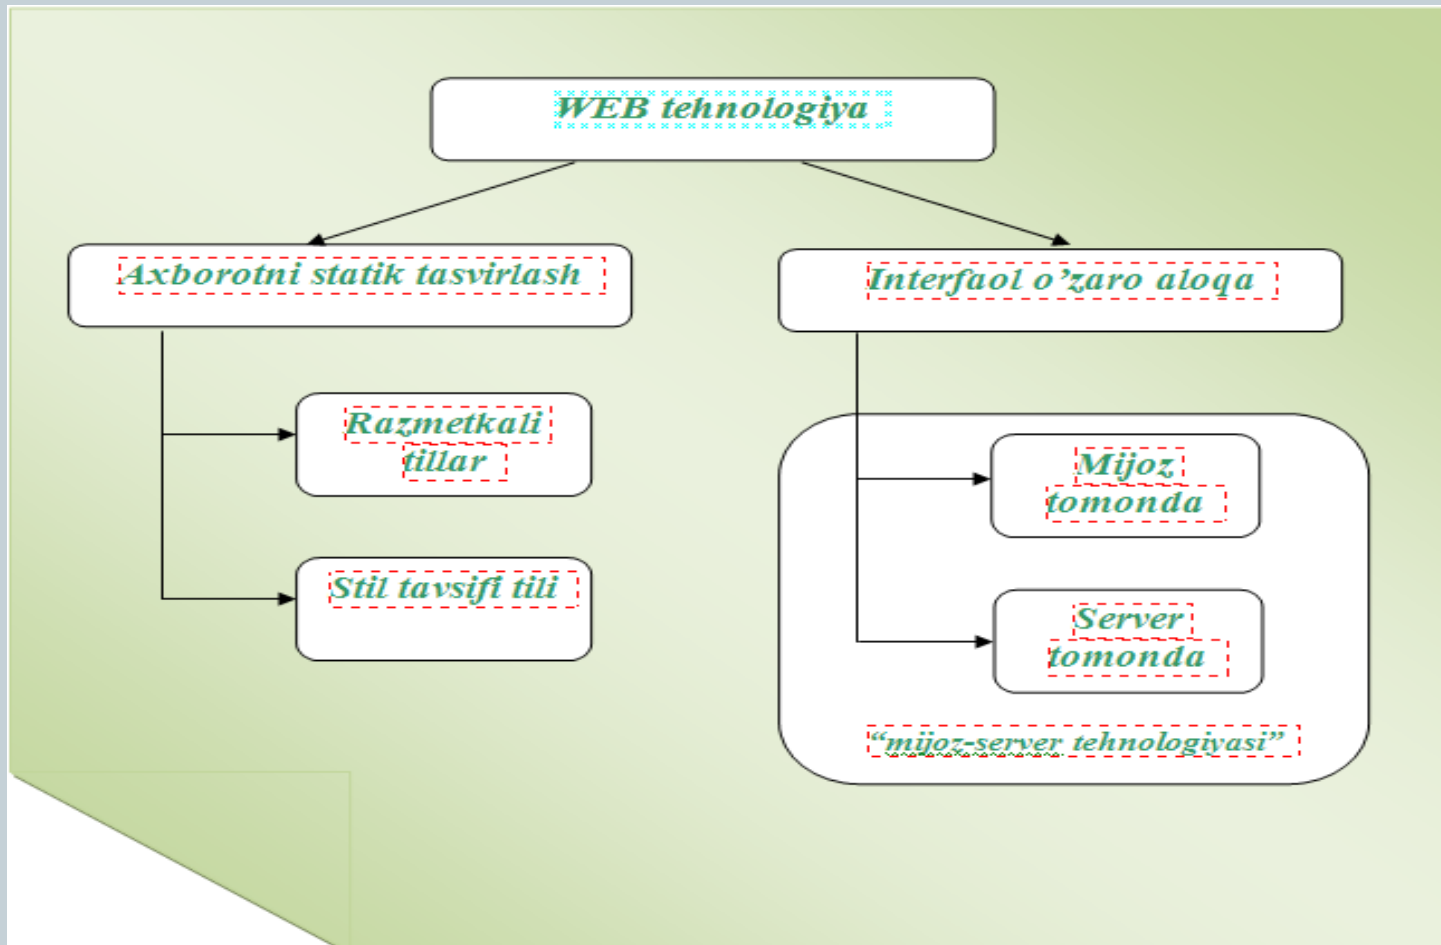 WEB tehnologiya
Axborotni statik tasvirlash
Interfaol o’zaro aloqa
Razmetkali
tillar
Stil tavsifi tili
Mijoz
tomonda
Server
tomonda
“mijoz-server tehnologiyasi”